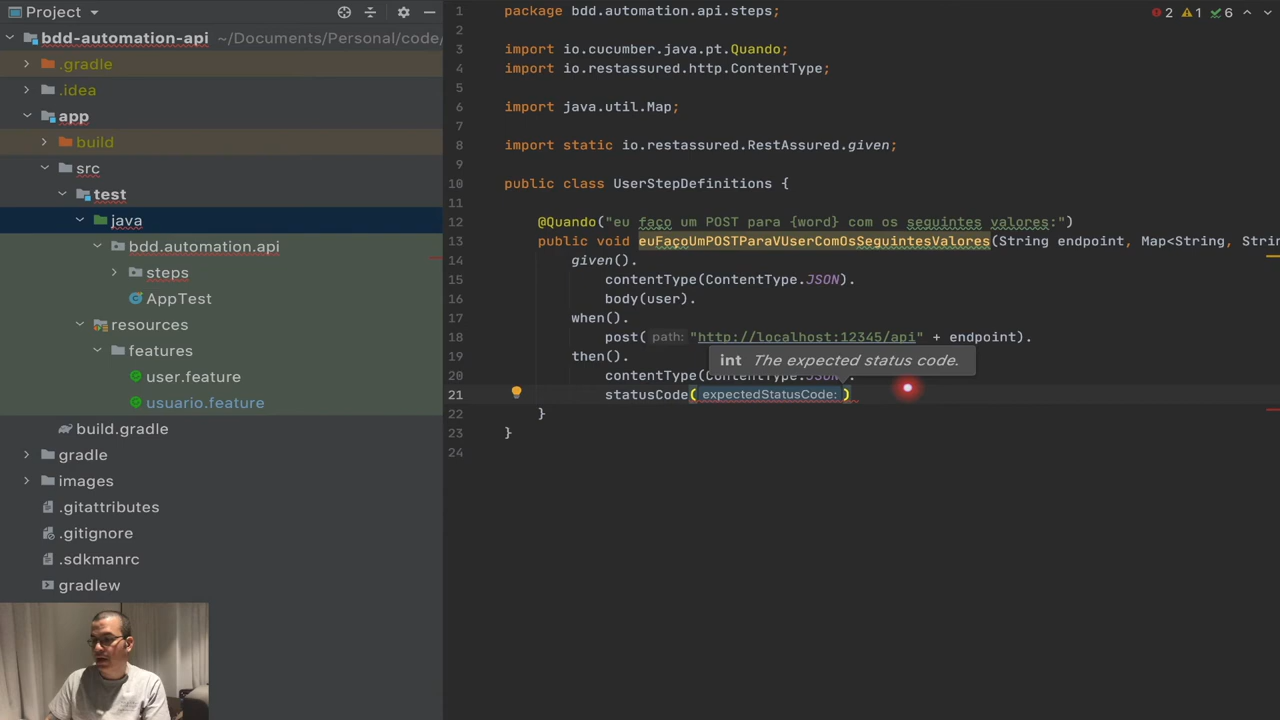 Project
bdd-automation-api ~/Documents/Personal/code/
.gradle
.idea
app
build
src
test
java
bdd.automation.api
steps
AppTest
resources
features
user.feature
usuario.feature
build.gradle
gradle
images
.gitattributes
.gitignore
.sdkmanrc
gradlew
2 1 6
1 package bdd.automation.api.steps;
2
3 import io.cucumber.java.pt.Quando;
4 import io.restassured.http.ContentType;
5
6 import java.util.Map;
7
8 import static io.restassured.RestAssured.given;
9
10 public class UserStepDefinitions {
11
12 @Quando("eu faço um POST para {word} com os seguintes valores:")
13 public void euFaçoUmPOSTParaVUserComOsSeguintesValores(String endpoint, Map<String, Strin
14 given().
15 contentType(ContentType.JSON).
16 body(user).
17 when().
18 post( path: "http://localhost:12345/api" + endpoint).
19 then().
int The expected status code.
20 contentType(ContentType.JSON).
21 statusCode( expectedStatusCode: )
22 }
23 }
24